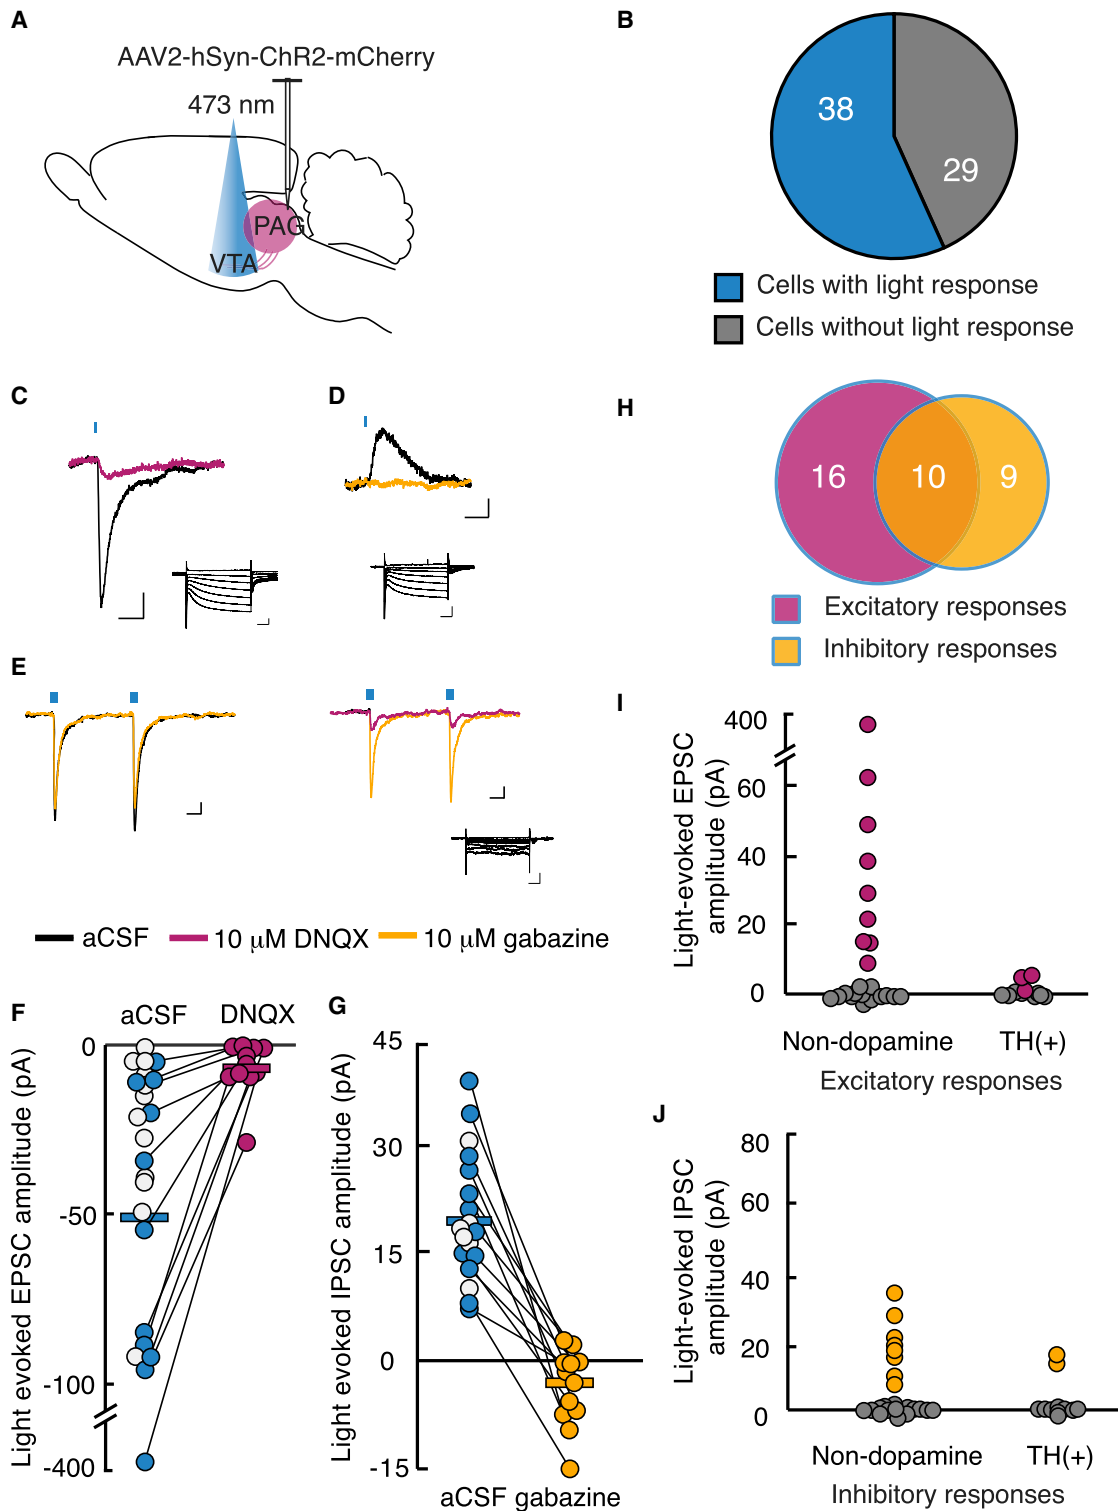 A
AAV2-hSyn-ChR2-mCherry
473 nm
PAG
VTA
B
38
29
Cells with light response
Cells without light response
C
D
H
16
10
9
Excitatory responses
Inhibitory responses
E
aCSF
10 μM DNQX
10 μM gabazine
F
aCSF
DNQX
0
-50
-100
-400
Light evoked EPSC amplitude (pA)
G
45
30
15
0
-15
Light evoked IPSC amplitude (pA)
aCSF gabazine
I
400
60
40
20
0
Light-evoked EPSC
amplitude (pA)
Non-dopamine
TH(+)
Excitatory responses
J
80
60
40
20
0
Light-evoked IPSC
amplitude (pA)
Non-dopamine
TH(+)
Inhibitory responses